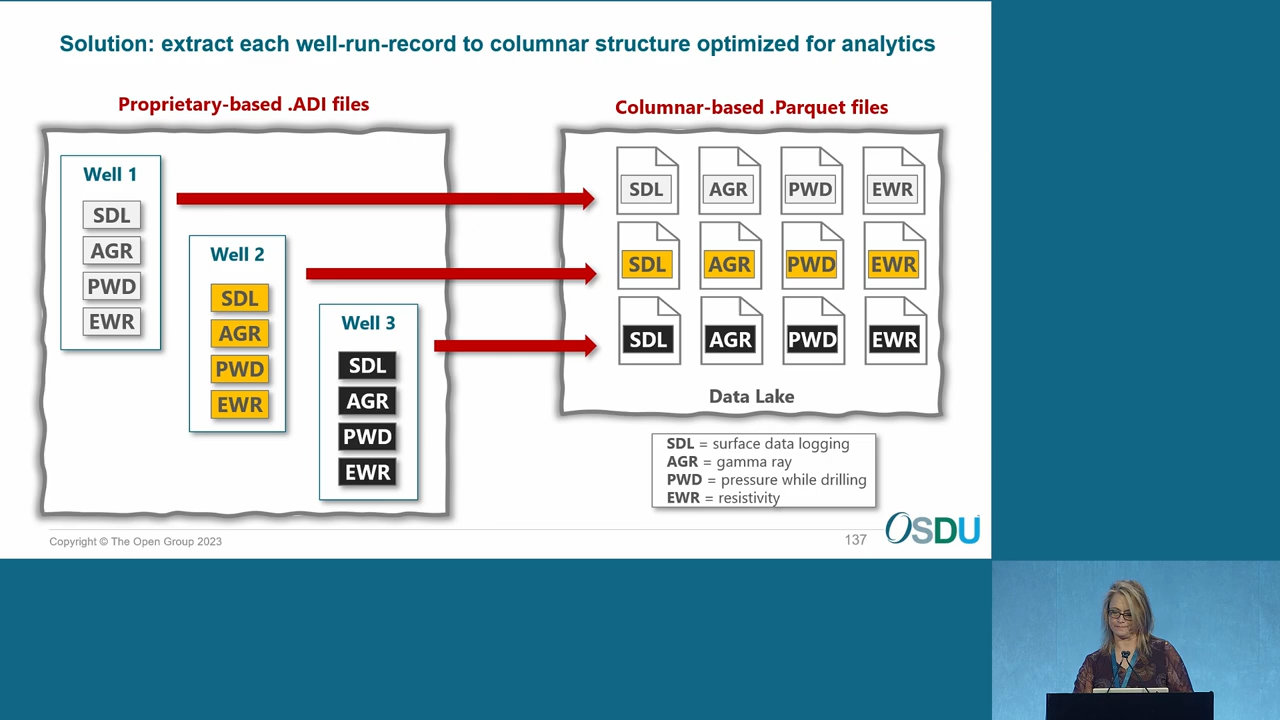 Solution: extract each well-run-record to columnar structure optimized for analytics
Proprietary-based .ADI files
Columnar-based .Parquet files
Well 1
SDL
AGR
PWD
EWR
Well 2
SDL
AGR
PWD
EWR
Well 3
SDL
AGR
PWD
EWR
SDL AGR PWD EWR
SDL AGR PWD EWR
SDL AGR PWD EWR
Data Lake
SDL = surface data logging
AGR = gamma ray
PWD = pressure while drilling
EWR = resistivity
Copyright © The Open Group 2023
137
OSDU